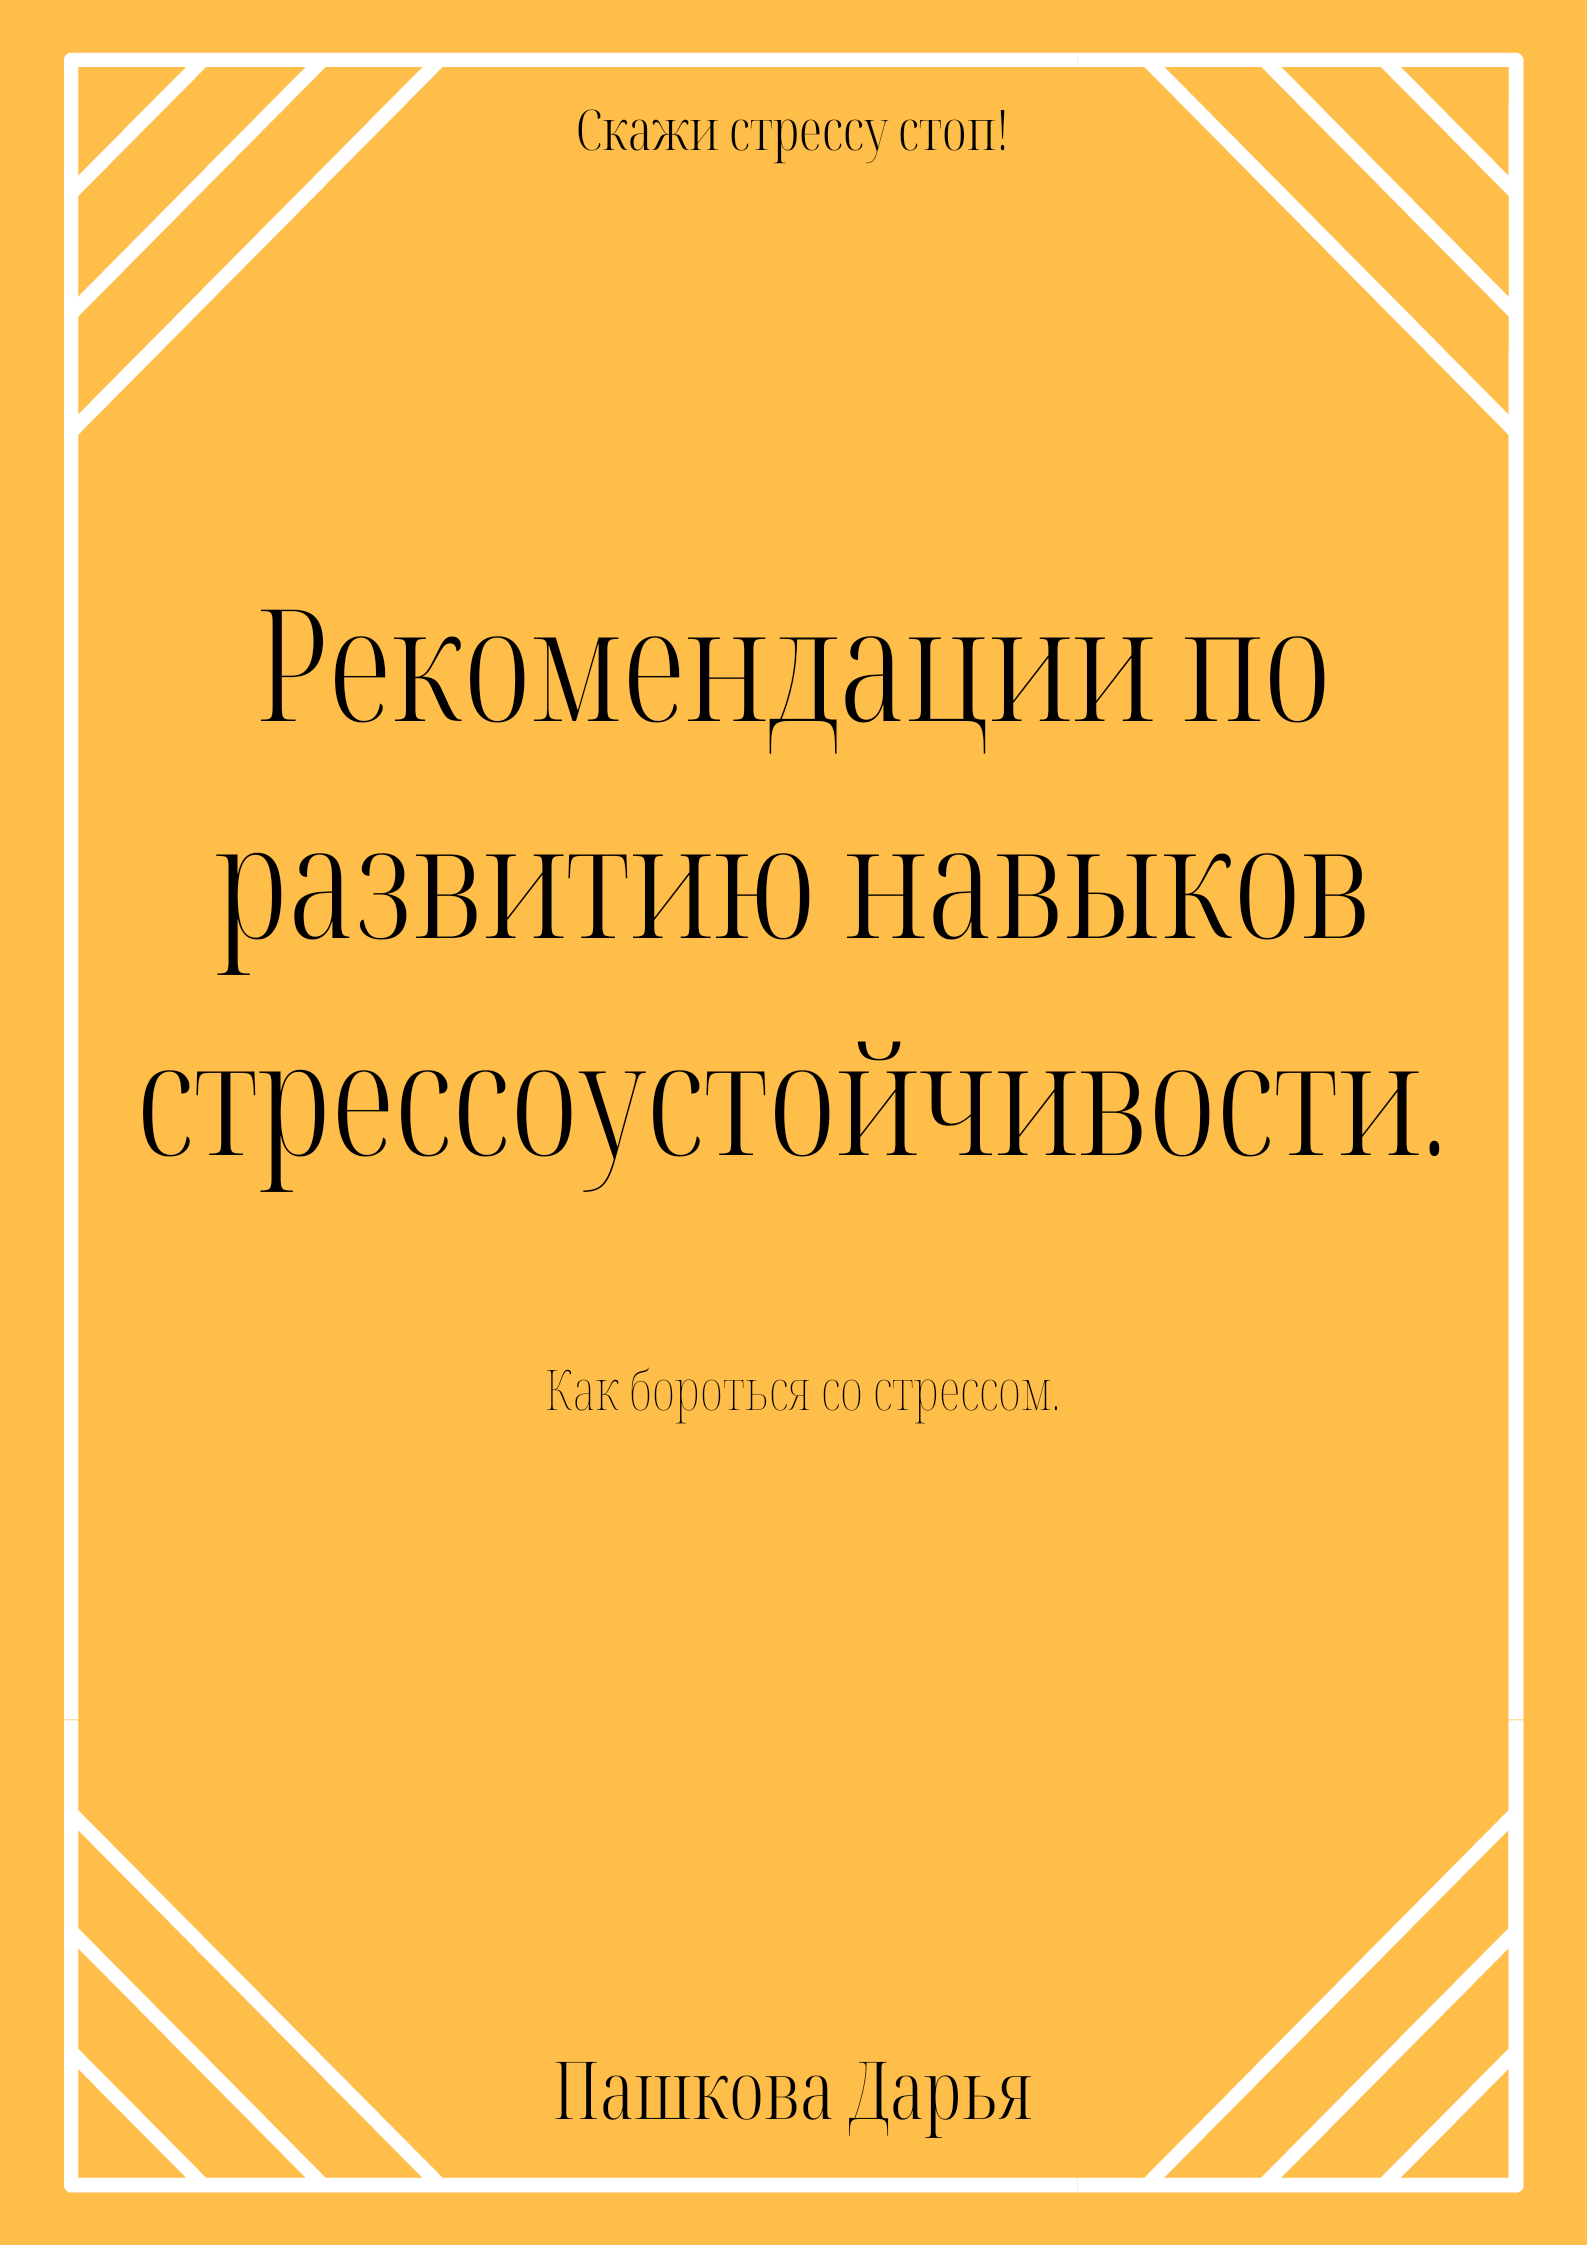 Скажи стрессу стоп!
Рекомендации по
развитию навыков
стрессоустойчивости.
Как бороться со стрессом.
Пашкова Дарья